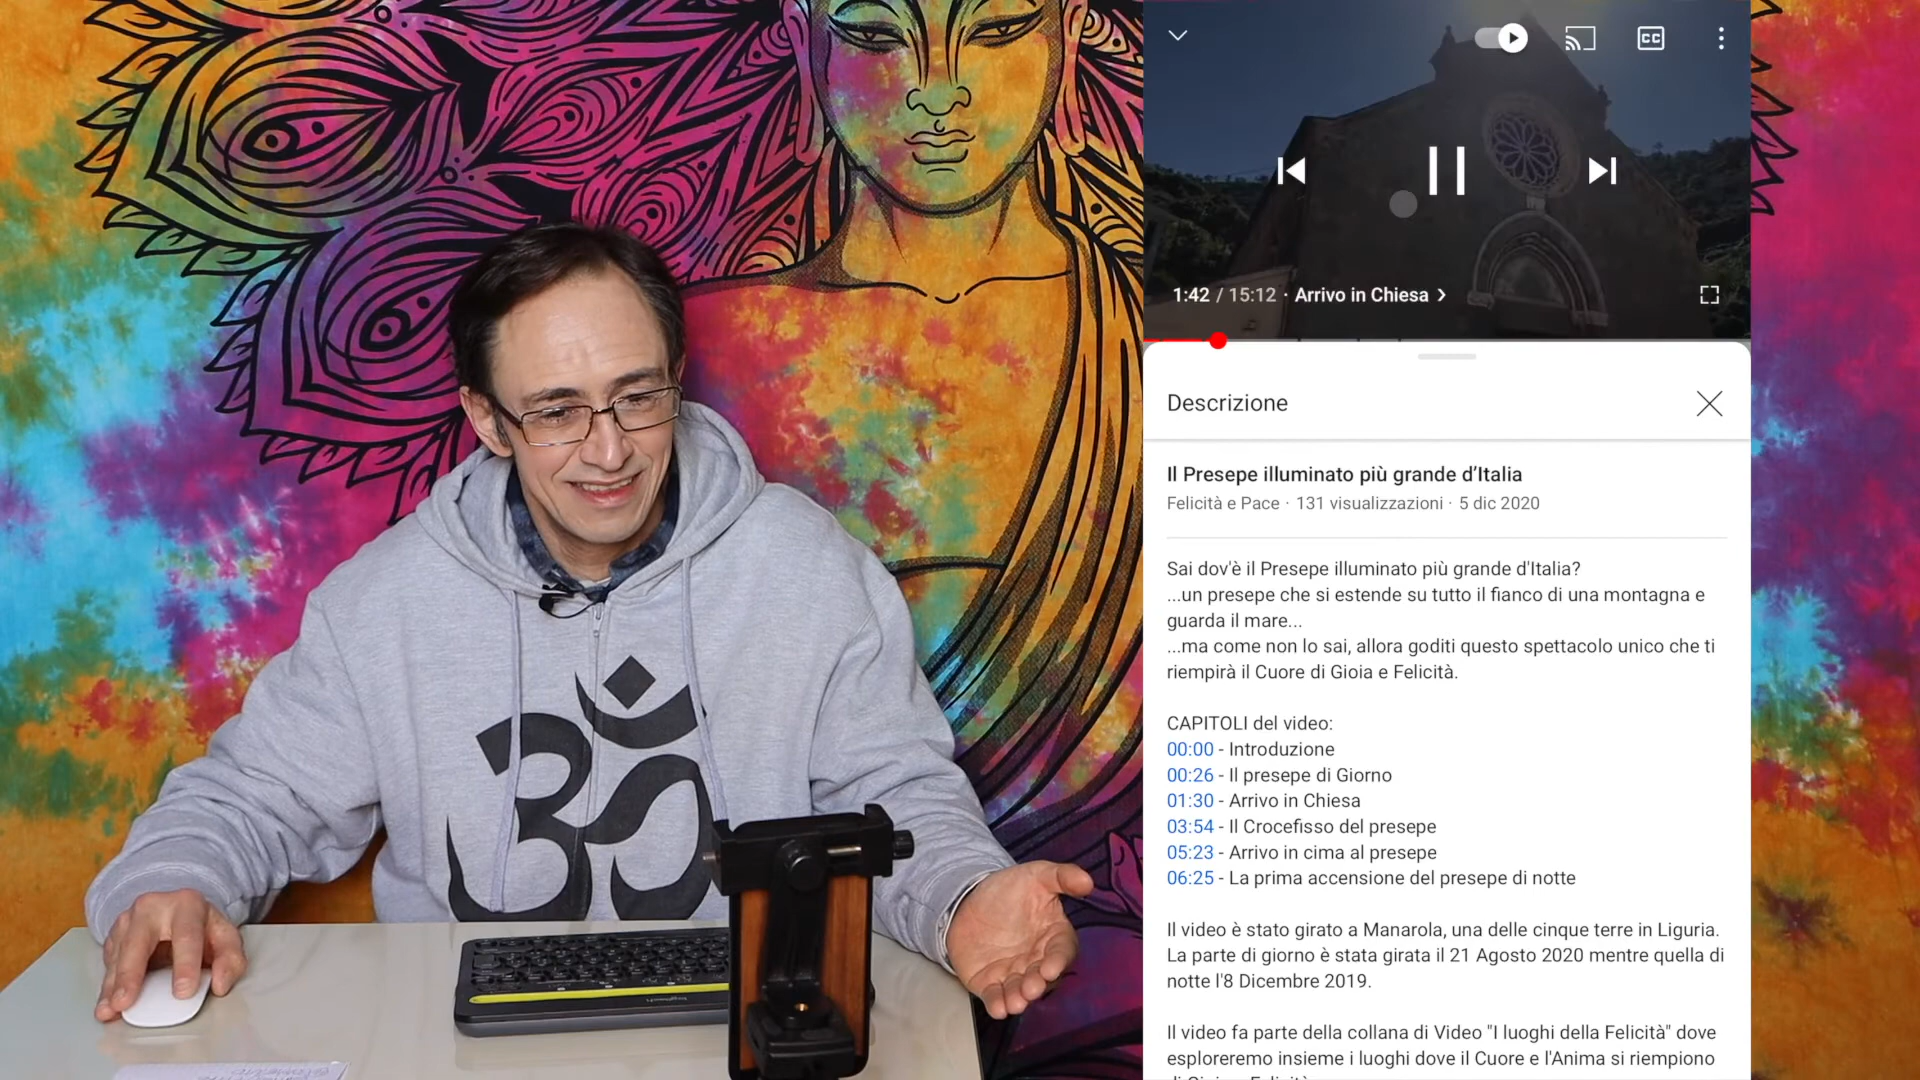 CC
1:42 / 15:12 · Arrivo in Chiesa
Descrizione
Il Presepe illuminato più grande d’Italia
Felicità e Pace · 131 visualizzazioni · 5 dic 2020
Sai dov'è il Presepe illuminato più grande d'Italia?
...un presepe che si estende su tutto il fianco di una montagna e
guarda il mare...
...ma come non lo sai, allora goditi questo spettacolo unico che ti
riempirà il Cuore di Gioia e Felicità.
CAPITOLI del video:
00:00 - Introduzione
00:26 - Il presepe di Giorno
01:30 - Arrivo in Chiesa
03:54 - Il Crocefisso del presepe
05:23 - Arrivo in cima al presepe
06:25 - La prima accensione del presepe di notte
Il video è stato girato a Manarola, una delle cinque terre in Liguria.
La parte di giorno è stata girata il 21 Agosto 2020 mentre quella di
notte l'8 Dicembre 2019.
Il video fa parte della collana di Video "I luoghi della Felicità" dove
esploreremo insieme i luoghi dove il Cuore e l'Anima si riempiono
ॐ